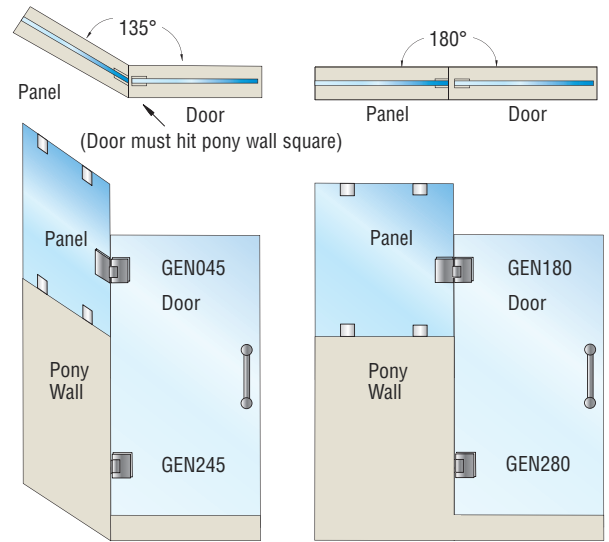 135°
Panel
Door
(Door must hit pony wall square)
Panel
GEN045
Door
Pony
Wall
GEN245
180°
Panel
Door
Panel
GEN180
Door
Pony
Wall
GEN280